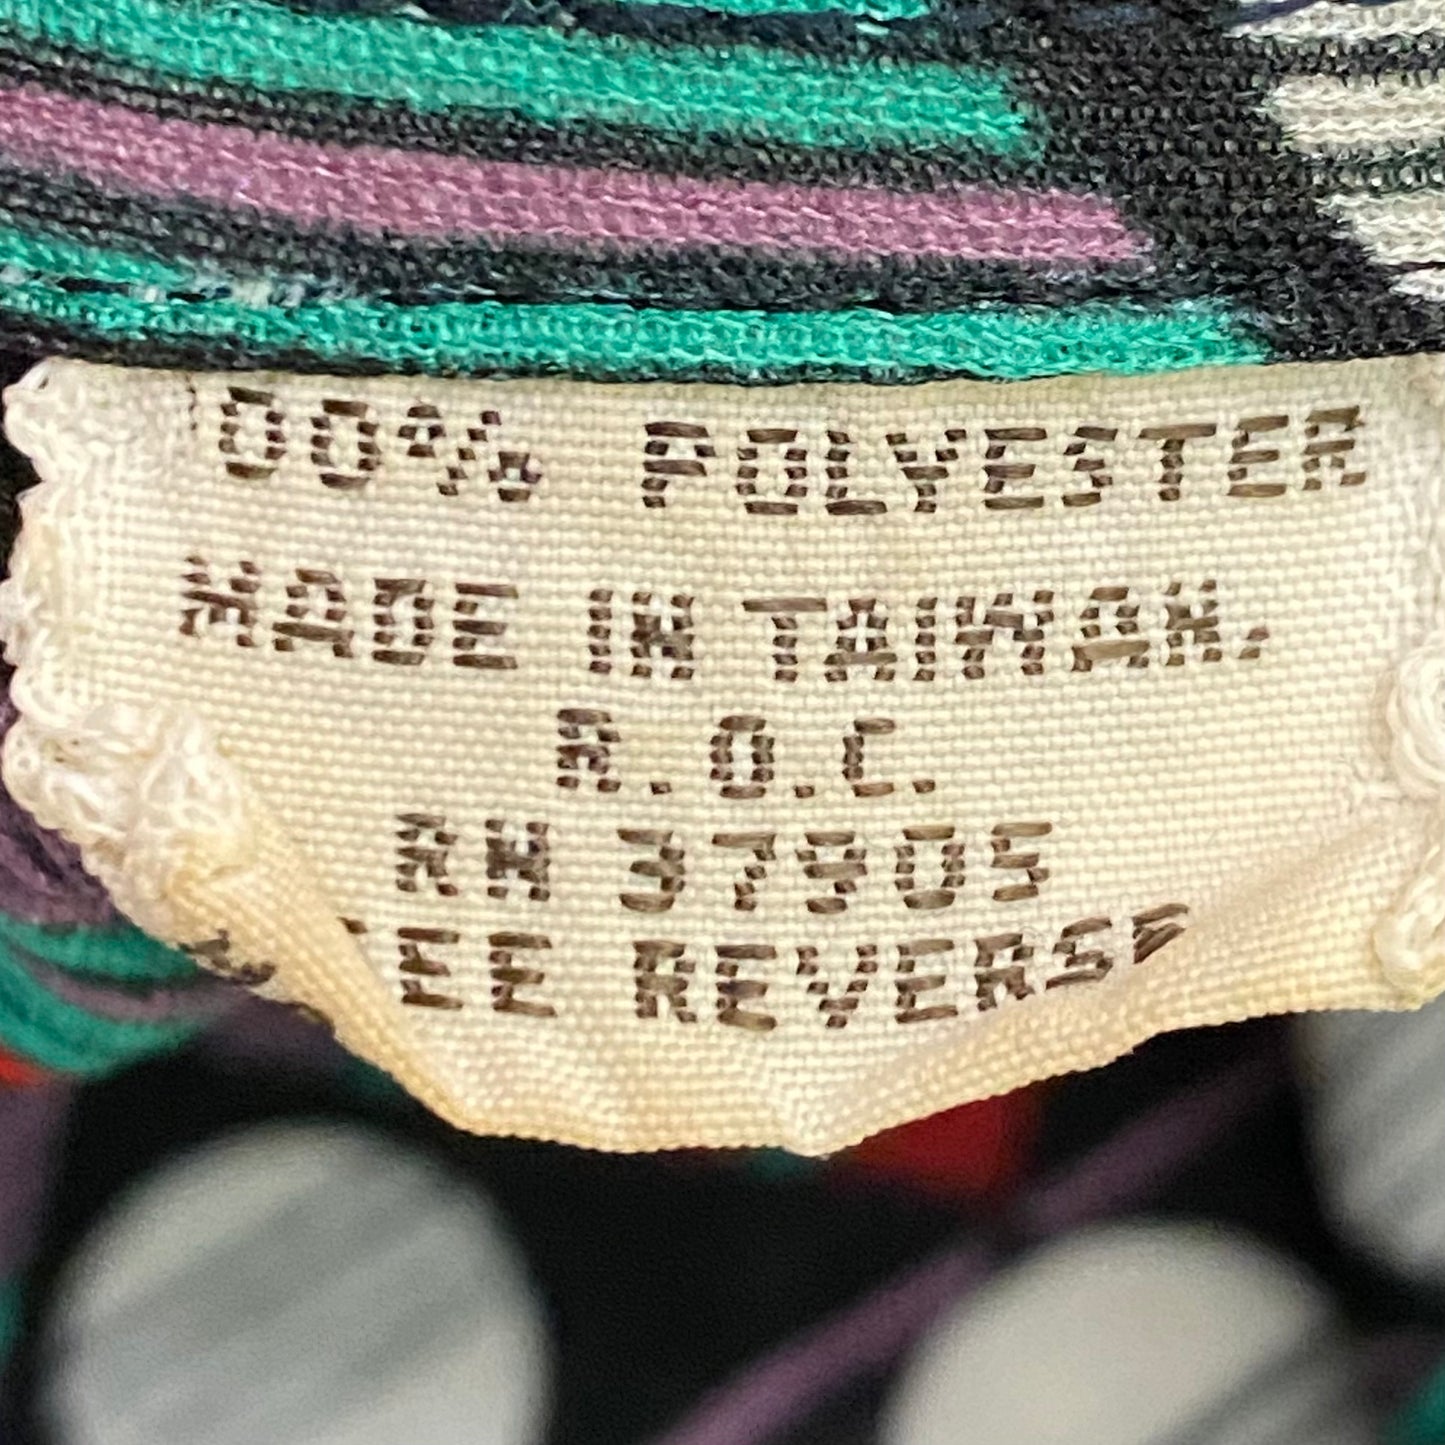 00% POLYESTER
MADE IN TAIWAN.
R.O.C.
RN 37905
EE REVERSE